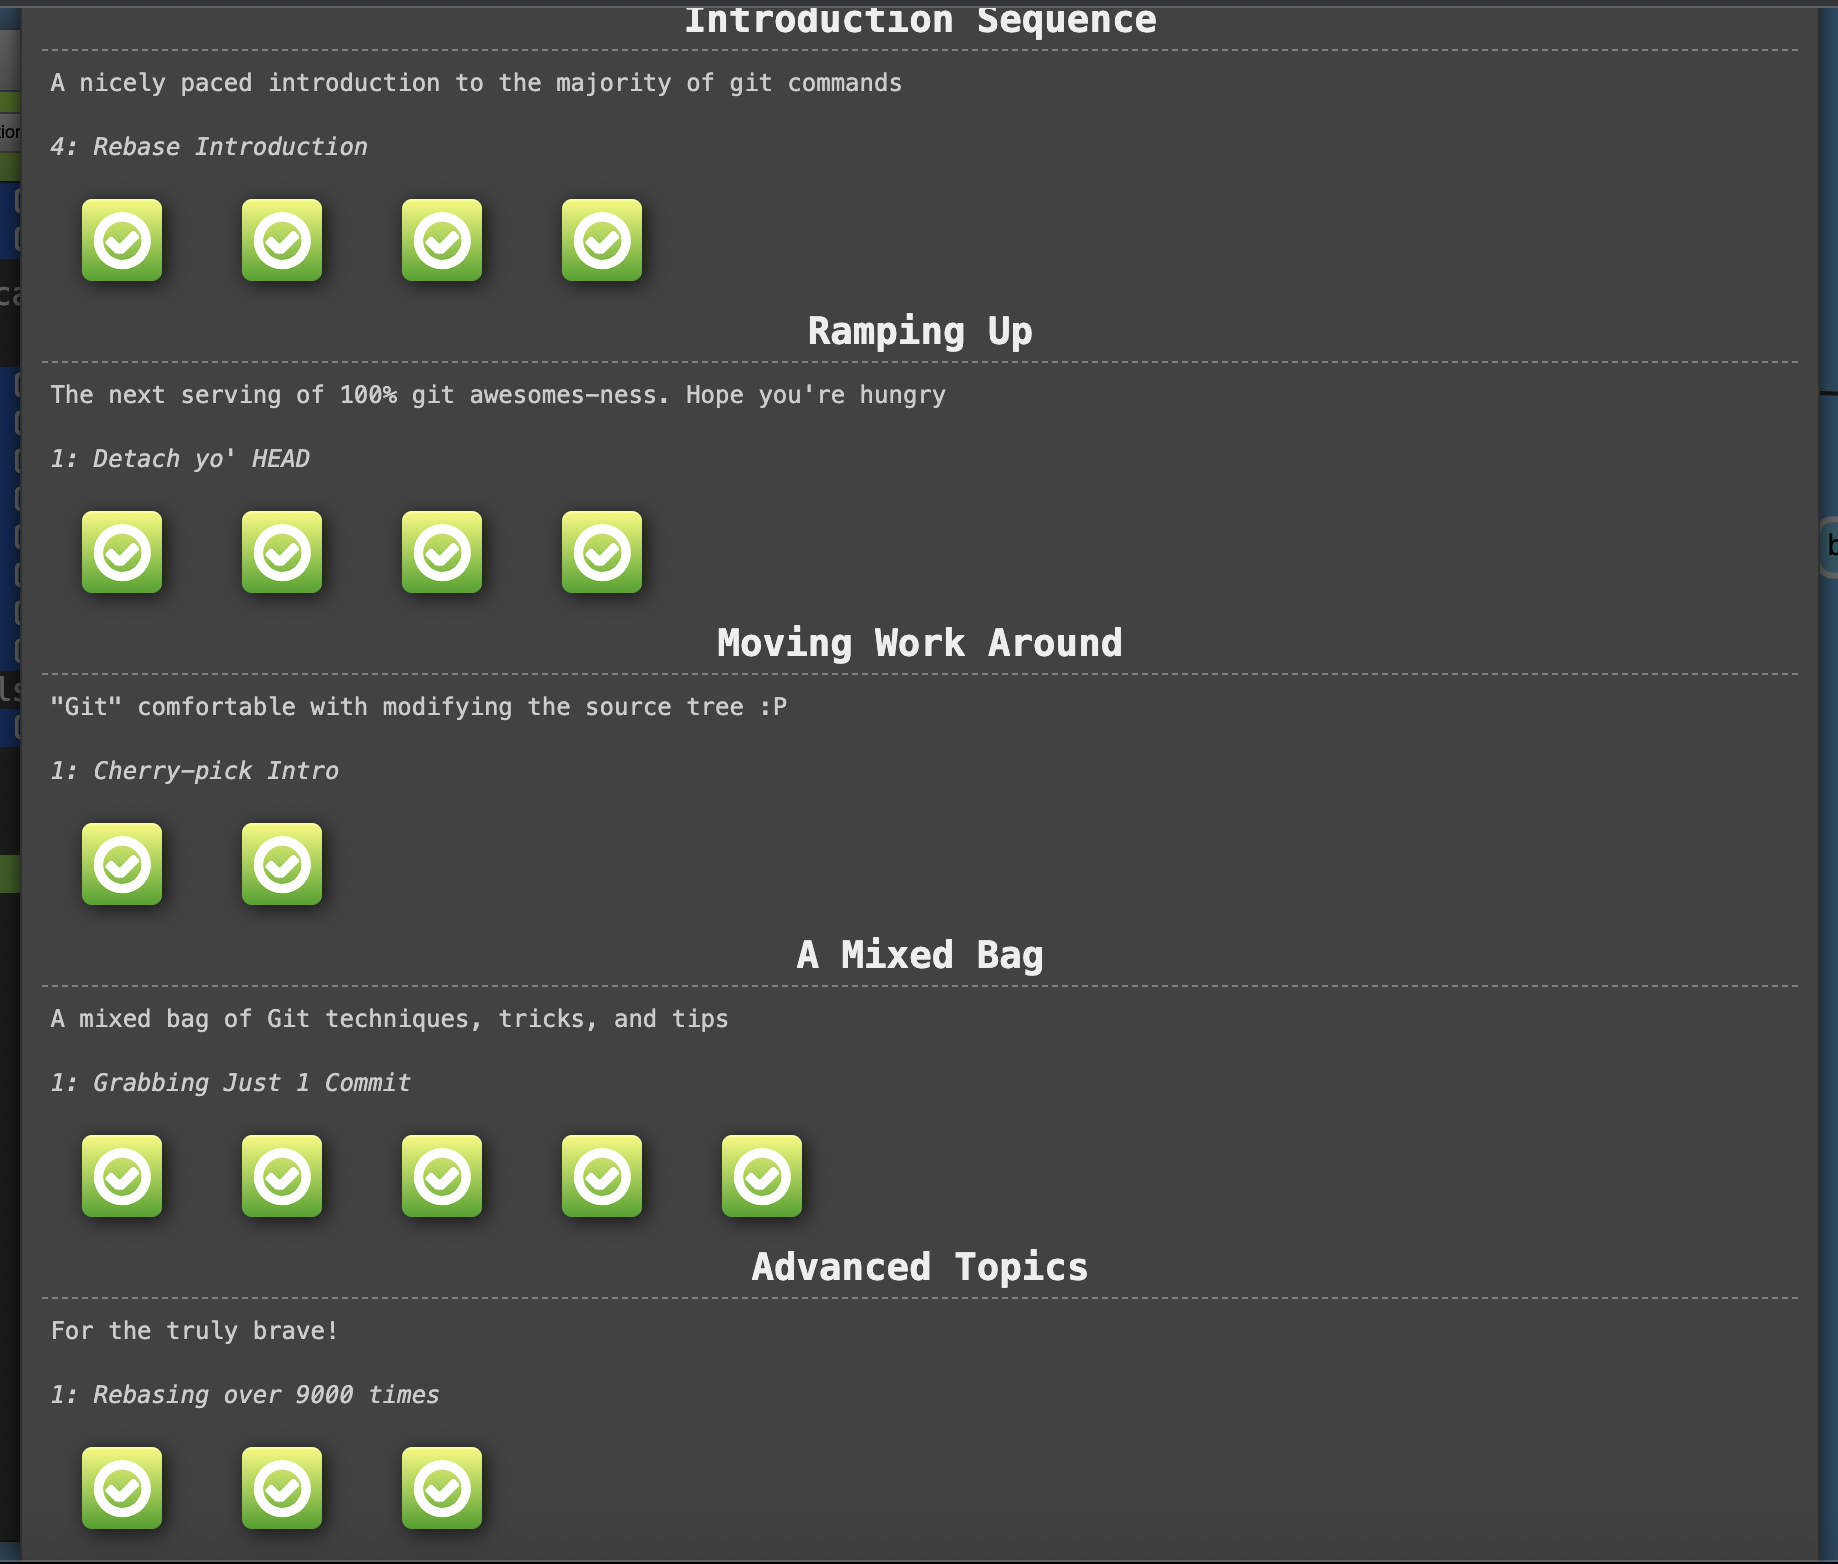 Introduction Sequence
A nicely paced introduction to the majority of git commands
4: Rebase Introduction
Ramping Up
The next serving of 100% git awesomes-ness. Hope you're hungry
1: Detach yo' HEAD
Moving Work Around
"Git" comfortable with modifying the source tree :P
1: Cherry-pick Intro
A Mixed Bag
A mixed bag of Git techniques, tricks, and tips
1: Grabbing Just 1 Commit
Advanced Topics
For the truly brave!
1: Rebasing over 9000 times